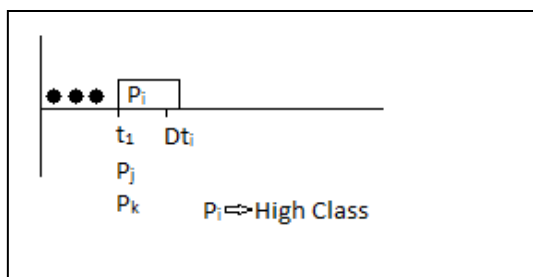 Pᵢ
t₁ Dtᵢ
Pⱼ
Pₖ Pᵢ⇨High Class